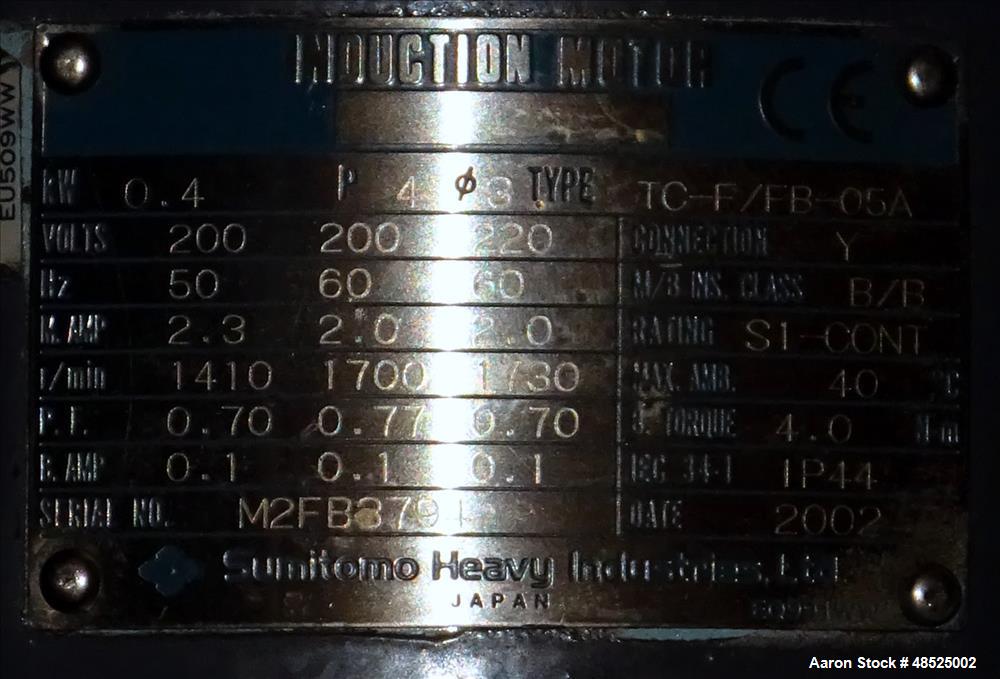 INDUCTION MOTOR
CE
EU509WWY
kW 0.4 P 4 φ 3 TYPE TC-F/FB-05A
VOLTS 200 200 220 CONNECTION Y
Hz 50 60 60 M/B INS. CLASS B/B
M. AMP 2.3 2.0 2.0 RATING S1-CONT
r/min 1410 1700 1730 MAX. AMB. 40 °C
P. F. 0.70 0.77 0.70 B. TORQUE 4.0 N·m
B. AMP 0.1 0.1 0.1 IEC 34-1 IP44
SERIAL NO. DATE 2002
Sumitomo Heavy Industries, Ltd
JAPAN
Aaron Stock # 48525002